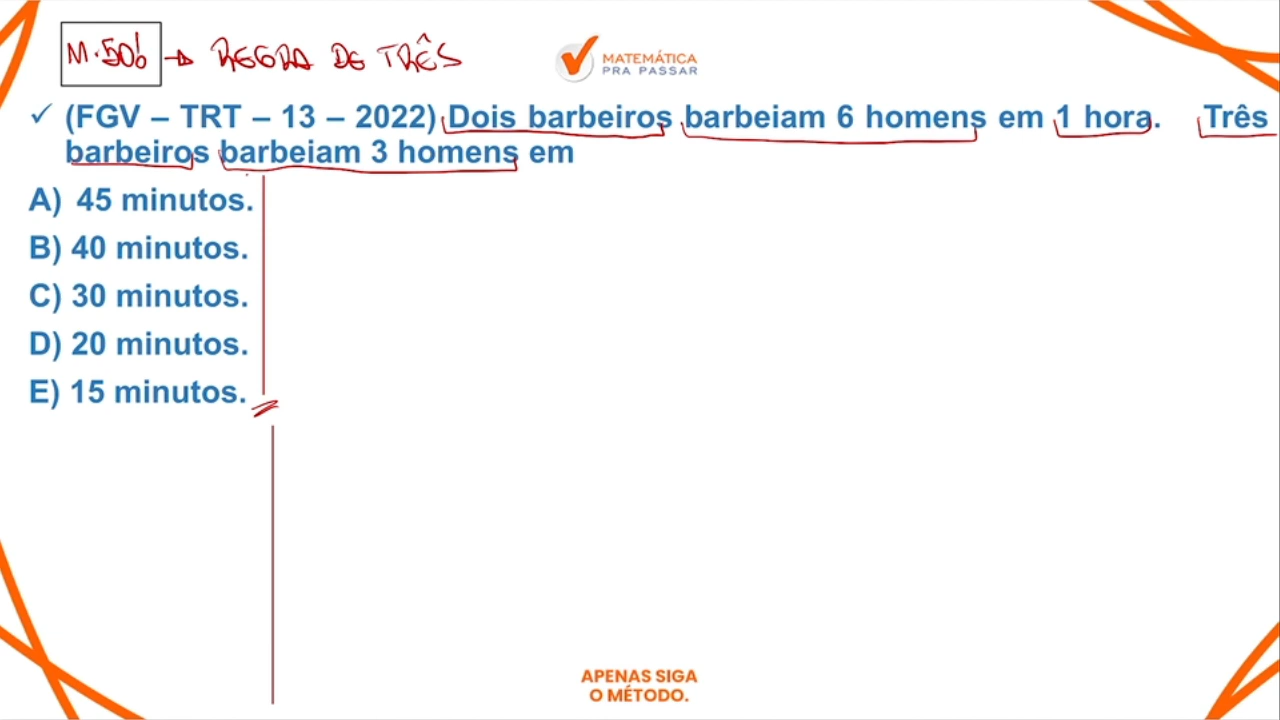 M.50! → REGRA DE TRÊS
MATEMÁTICA
PRA PASSAR
✓ (FGV – TRT – 13 – 2022) Dois barbeiros barbeiam 6 homens em 1 hora. Três
barbeiros barbeiam 3 homens em
A) 45 minutos.
B) 40 minutos.
C) 30 minutos.
D) 20 minutos.
E) 15 minutos.
APENAS SIGA
O MÉTODO.